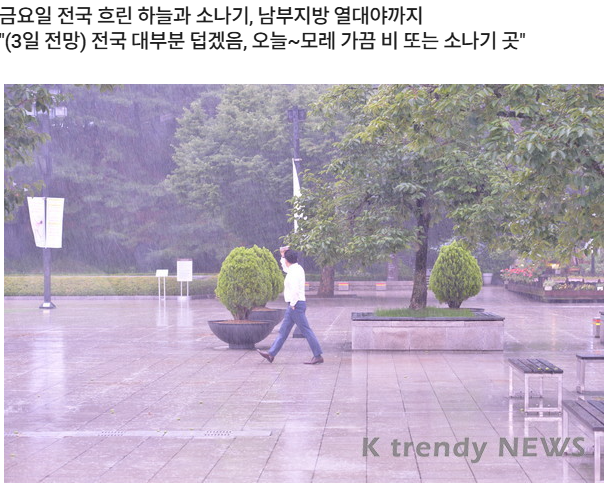 금요일 전국 흐린 하늘과 소나기, 남부지방 열대야까지
"(3일 전망) 전국 대부분 덥겠음, 오늘~모레 가끔 비 또는 소나기 곳"
K trendy NEWS